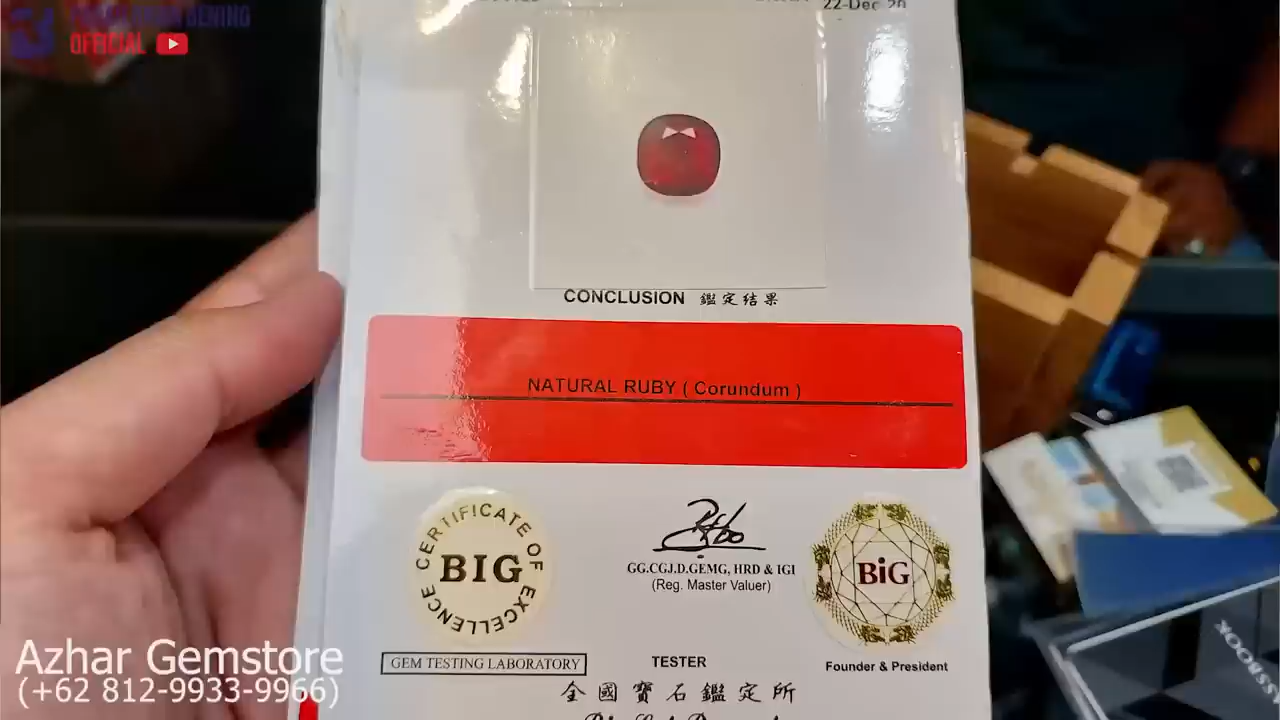 BENING
OFFICIAL
22-Dec 20
CONCLUSION 鑑定結果
NATURAL RUBY ( Corundum )
CERTIFICATE OF EXCELLENCE
BIG
GG.CGJ.D.GEMG, HRD & IGI
(Reg. Master Valuer)
BiG
GEM TESTING LABORATORY
TESTER
Founder & President
全國寶石鑑定所
Azhar Gemstore
(+62 812-9933-9966)